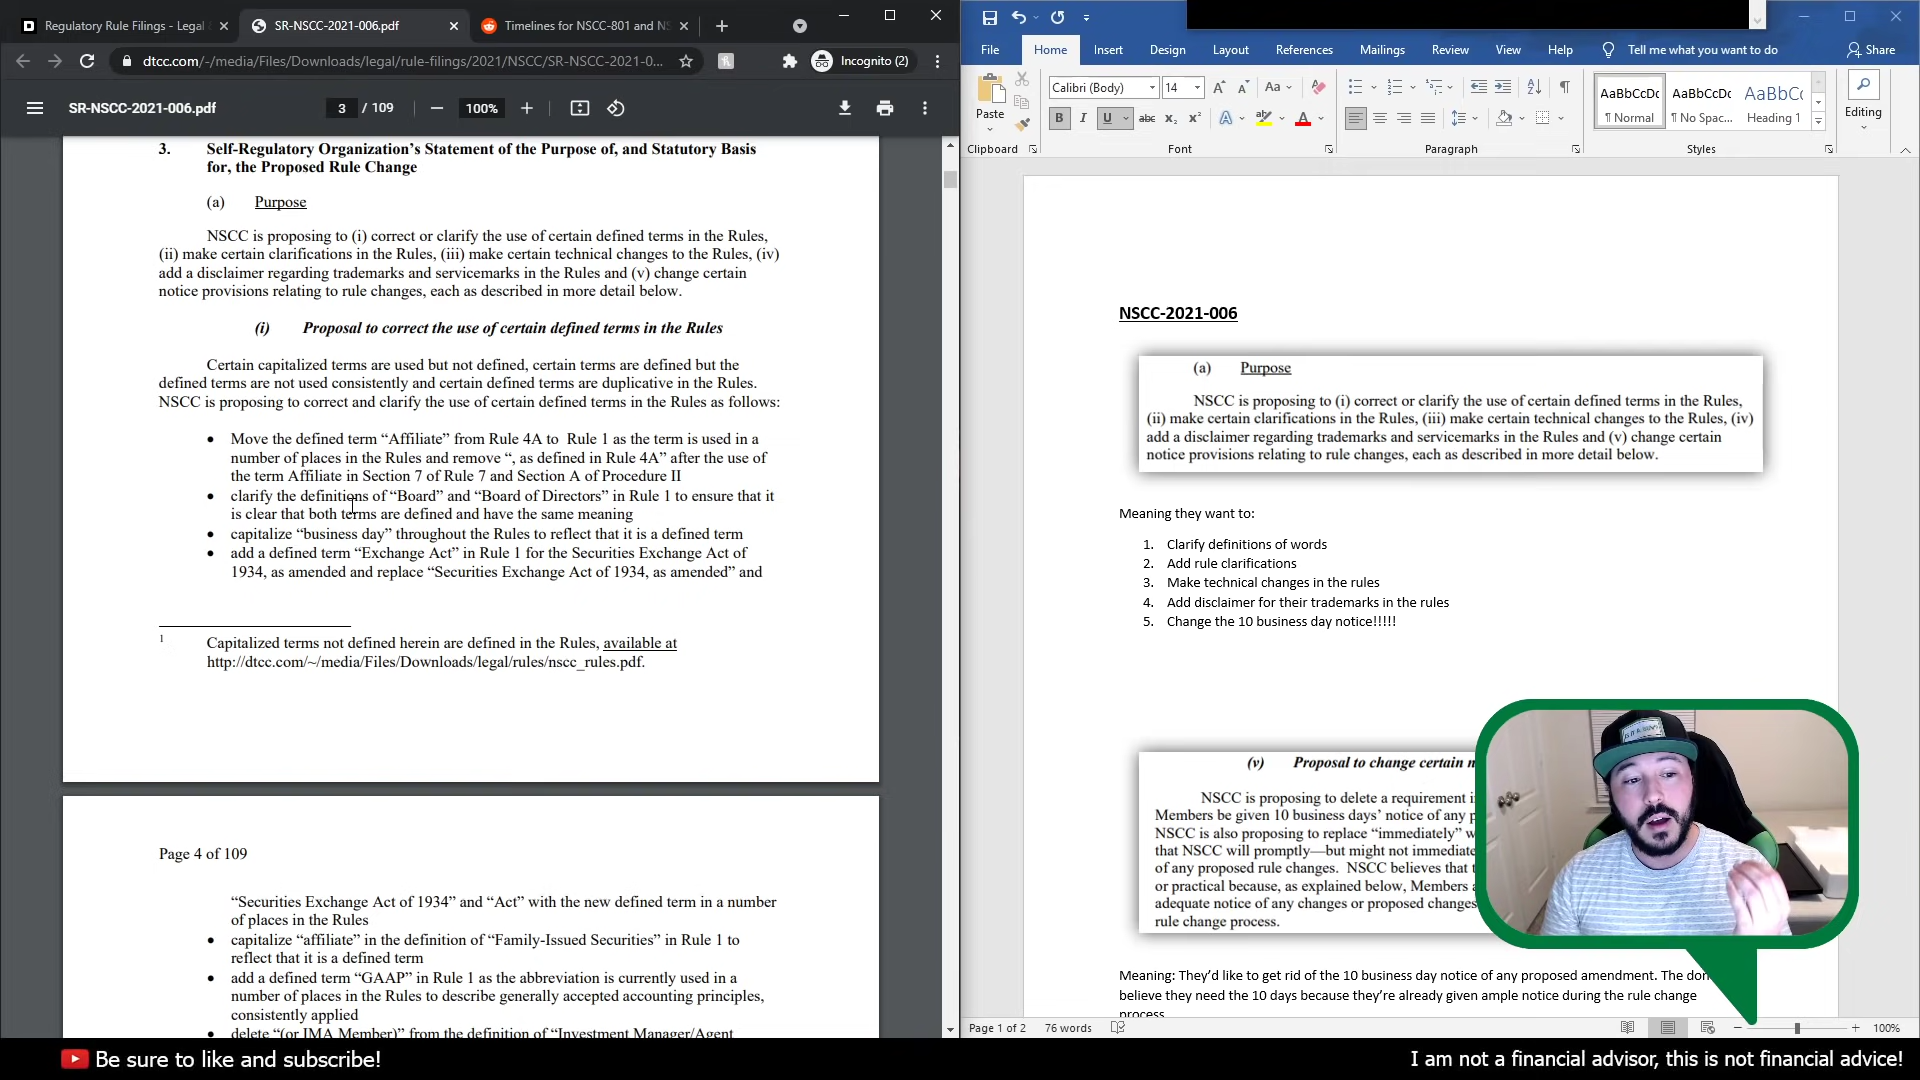 Regulatory Rule Filings - Legal
SR-NSCC-2021-006.pdf
Timelines for NSCC-801 and NS
dtcc.com/-/media/Files/Downloads/legal/rule-filings/2021/NSCC/SR-NSCC-2021-0...
Incognito (2)
SR-NSCC-2021-006.pdf
3 / 109
100%
3. Self-Regulatory Organization's Statement of the Purpose of, and Statutory Basis
for, the Proposed Rule Change
(a) Purpose
NSCC is proposing to (i) correct or clarify the use of certain defined terms in the Rules,
(ii) make certain clarifications in the Rules, (iii) make certain technical changes to the Rules, (iv)
add a disclaimer regarding trademarks and servicemarks in the Rules and (v) change certain
notice provisions relating to rule changes, each as described in more detail below.
(i) Proposal to correct the use of certain defined terms in the Rules
Certain capitalized terms are used but not defined, certain terms are defined but the
defined terms are not used consistently and certain defined terms are duplicative in the Rules.
NSCC is proposing to correct and clarify the use of certain defined terms in the Rules as follows:
• Move the defined term “Affiliate” from Rule 4A to Rule 1 as the term is used in a
number of places in the Rules and remove “, as defined in Rule 4A” after the use of
the term Affiliate in Section 7 of Rule 7 and Section A of Procedure II
• clarify the definitions of “Board” and “Board of Directors” in Rule 1 to ensure that it
is clear that both terms are defined and have the same meaning
• capitalize “business day” throughout the Rules to reflect that it is a defined term
• add a defined term “Exchange Act” in Rule 1 for the Securities Exchange Act of
1934, as amended and replace “Securities Exchange Act of 1934, as amended” and
1 Capitalized terms not defined herein are defined in the Rules, available at
http://dtcc.com/~/media/Files/Downloads/legal/rules/nscc_rules.pdf.
Page 4 of 109
“Securities Exchange Act of 1934” and “Act” with the new defined term in a number
of places in the Rules
• capitalize “affiliate” in the definition of “Family-Issued Securities” in Rule 1 to
reflect that it is a defined term
• add a defined term “GAAP” in Rule 1 as the abbreviation is currently used in a
number of places in the Rules to describe generally accepted accounting principles,
consistently applied
• delete “(or IMA Member)” from the definition of “Investment Manager/Agent
File Home Insert Design Layout References Mailings Review View Help Tell me what you want to do Share
Paste
Calibri (Body) 14
AaBbCcDc AaBbCcDc AaBbC(
¶ Normal ¶ No Spac... Heading 1
Editing
Clipboard Font Paragraph Styles
NSCC-2021-006
(a) Purpose
NSCC is proposing to (i) correct or clarify the use of certain defined terms in the Rules,
(ii) make certain clarifications in the Rules, (iii) make certain technical changes to the Rules, (iv)
add a disclaimer regarding trademarks and servicemarks in the Rules and (v) change certain
notice provisions relating to rule changes, each as described in more detail below.
Meaning they want to:
1. Clarify definitions of words
2. Add rule clarifications
3. Make technical changes in the rules
4. Add disclaimer for their trademarks in the rules
5. Change the 10 business day notice!!!!!
(v) Proposal to change certain n
NSCC is proposing to delete a requirement i
Members be given 10 business days’ notice of any p
NSCC is also proposing to replace “immediately” w
that NSCC will promptly—but might not immediate
of any proposed rule changes. NSCC believes that t
or practical because, as explained below, Members a
adequate notice of any changes or proposed changes
rule change process.
Meaning: They’d like to get rid of the 10 business day notice of any proposed amendment. The don
believe they need the 10 days because they’re already given ample notice during the rule change
process
Page 1 of 2 76 words
100%
Be sure to like and subscribe!
I am not a financial advisor, this is not financial advice!